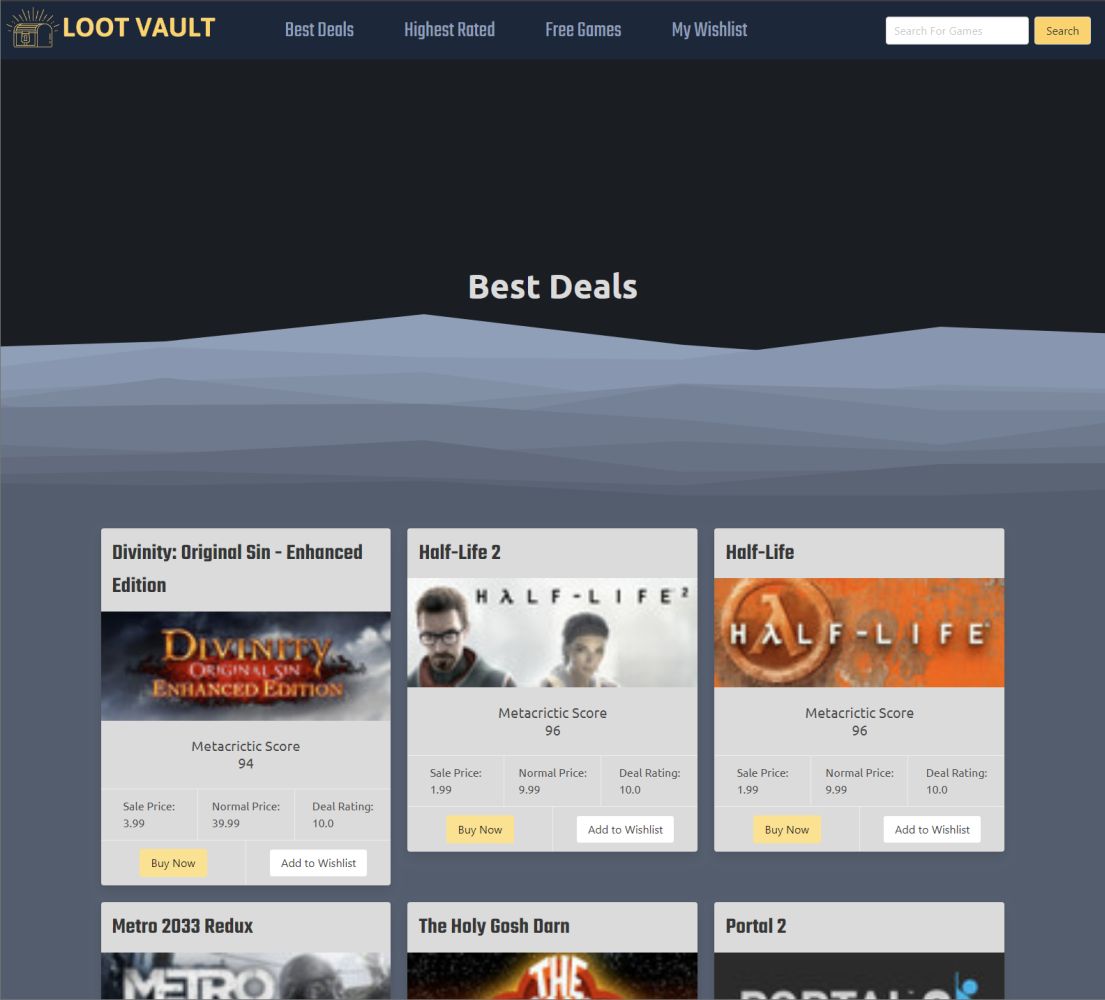 LOOT VAULT
Best Deals
Highest Rated
Free Games
My Wishlist
Search For Games
Search
Best Deals
Divinity: Original Sin - Enhanced
Edition
DIVINITY
ORIGINAL SIN
ENHANCED EDITION
Metacrictic Score
94
Sale Price:
3.99
Normal Price:
39.99
Deal Rating:
10.0
Buy Now
Add to Wishlist
Half-Life 2
HλLF-LIFE²
Metacrictic Score
96
Sale Price:
1.99
Normal Price:
9.99
Deal Rating:
10.0
Buy Now
Add to Wishlist
Half-Life
HλLF-LIFE
Metacrictic Score
96
Sale Price:
1.99
Normal Price:
9.99
Deal Rating:
10.0
Buy Now
Add to Wishlist
Metro 2033 Redux
METRO
The Holy Gosh Darn
THE
Portal 2
PORTAL 2